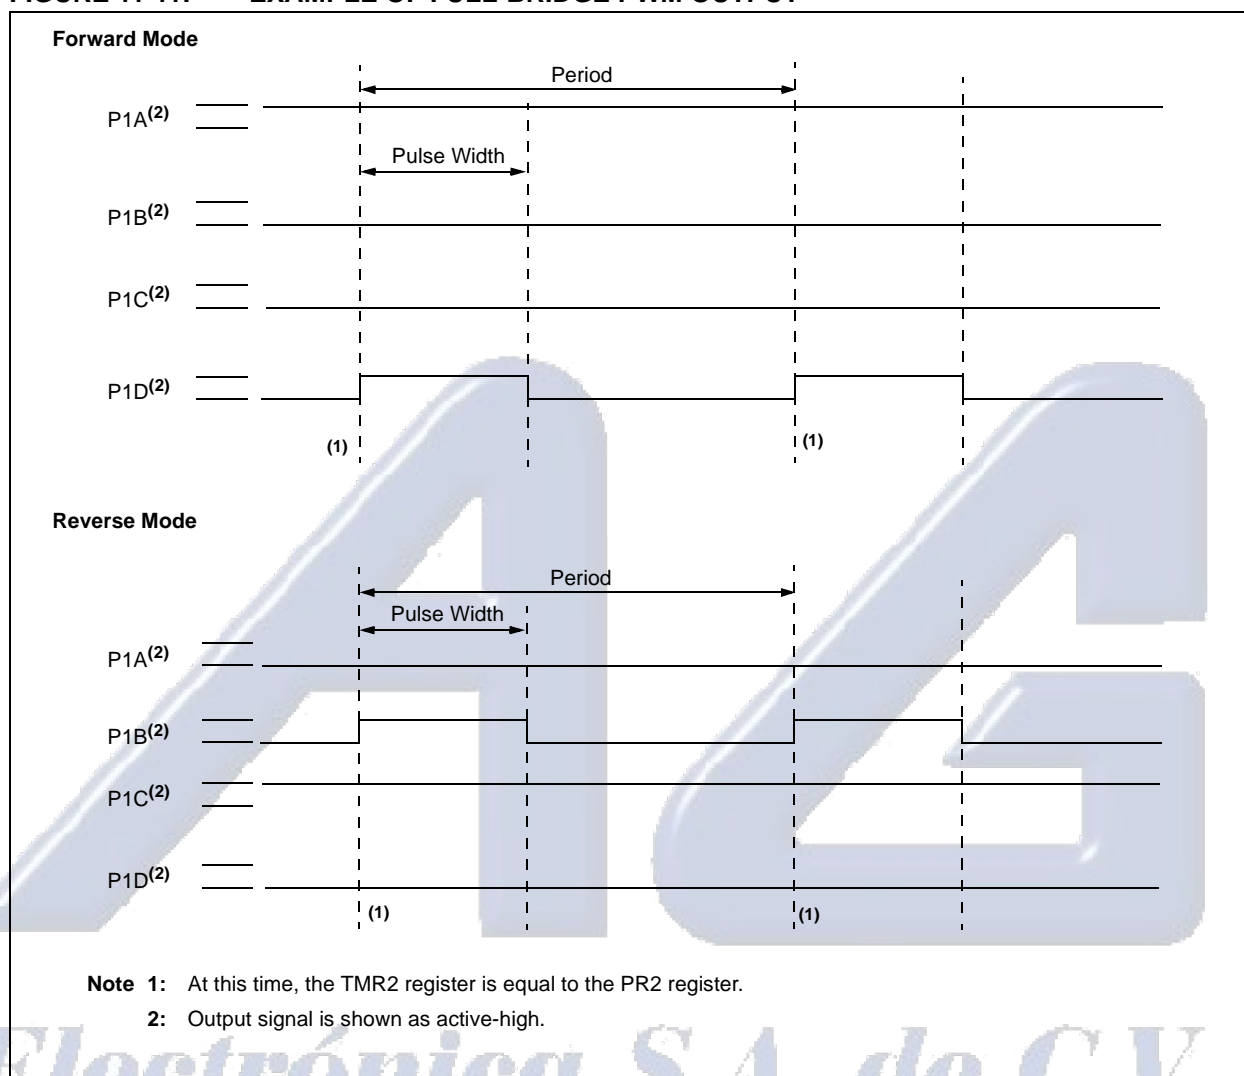 Forward Mode
Period
P1A(2)
Pulse Width
P1B(2)
P1C(2)
P1D(2)
(1) (1)
Reverse Mode
Period
Pulse Width
P1A(2)
P1B(2)
P1C(2)
P1D(2)
(1) (1)
Note 1: At this time, the TMR2 register is equal to the PR2 register.
2: Output signal is shown as active-high.
Electrónica S.A. de C.V.